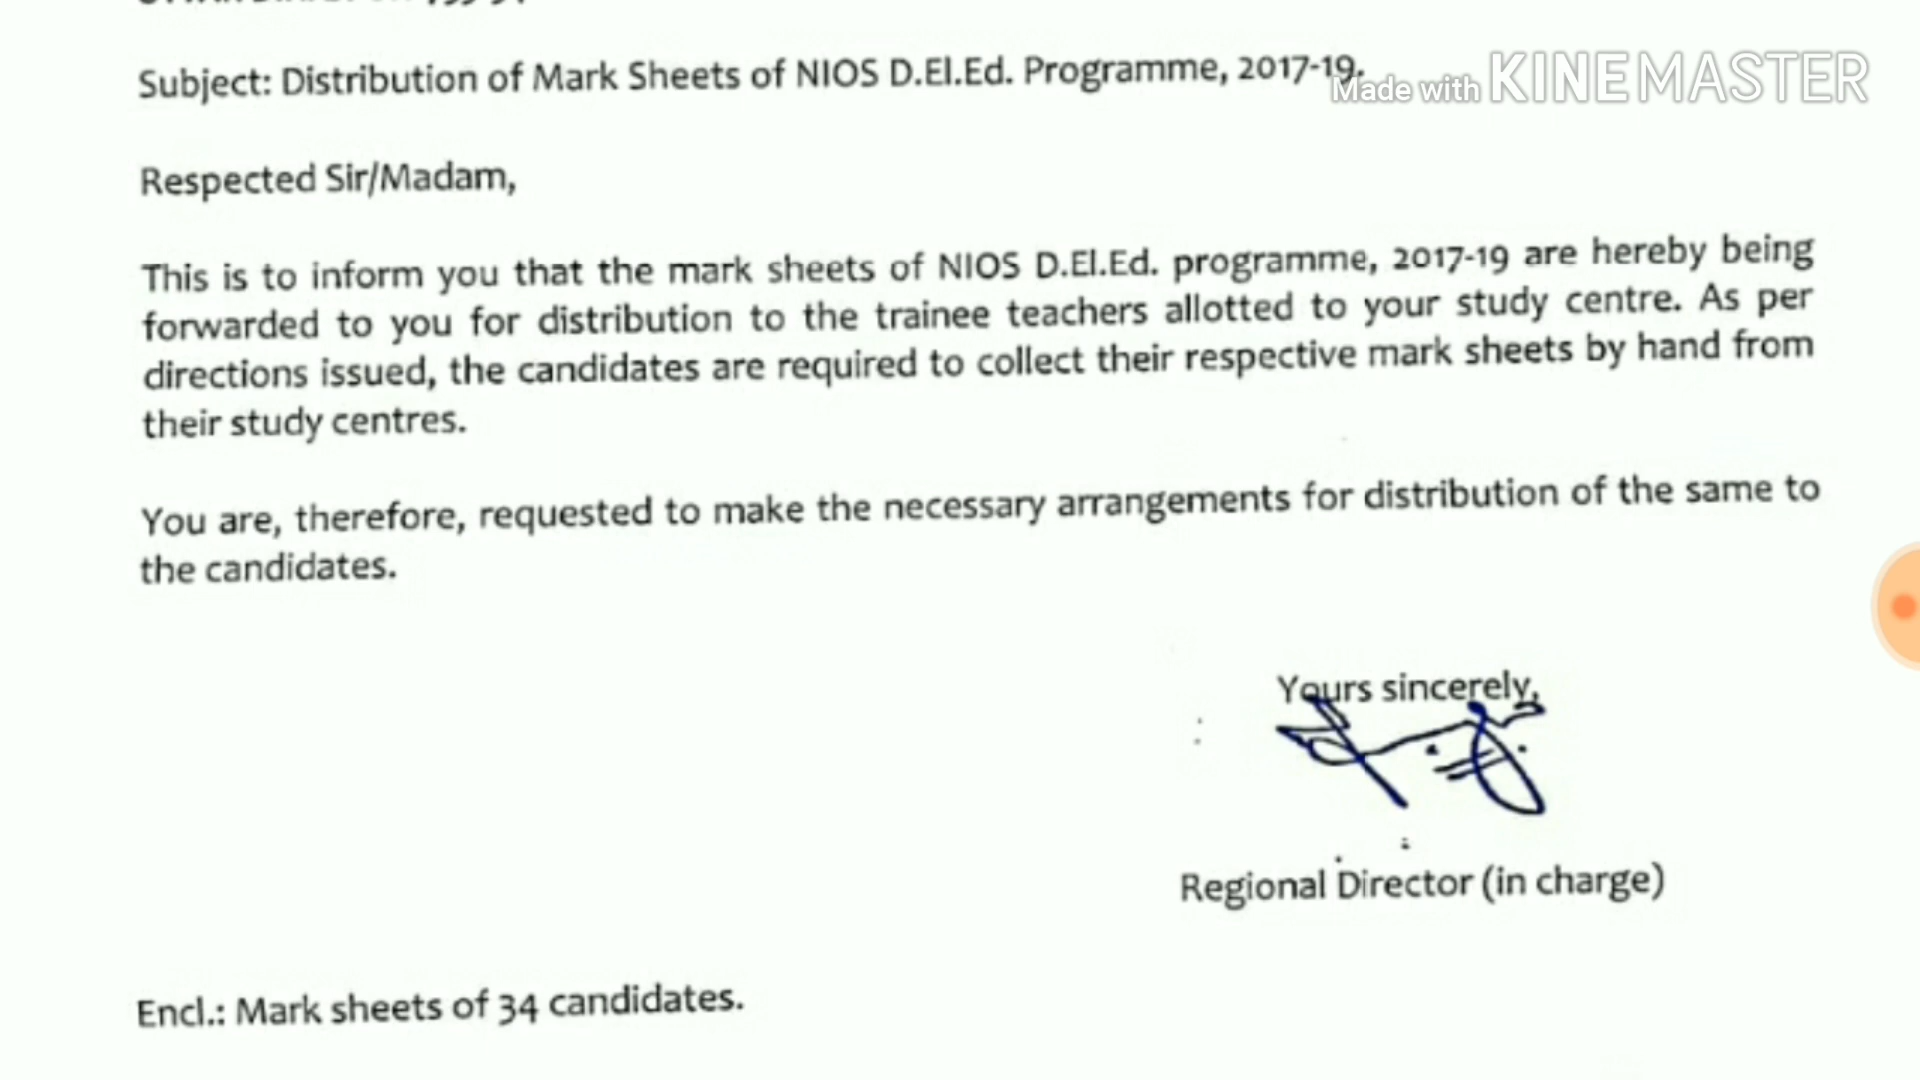 Subject: Distribution of Mark Sheets of NIOS D.El.Ed. Programme, 2017-19.
Made with KINEMASTER
Respected Sir/Madam,
This is to inform you that the mark sheets of NIOS D.El.Ed. programme, 2017-19 are hereby being
forwarded to you for distribution to the trainee teachers allotted to your study centre. As per
directions issued, the candidates are required to collect their respective mark sheets by hand from
their study centres.
You are, therefore, requested to make the necessary arrangements for distribution of the same to
the candidates.
Yours sincerely,
Regional Director (in charge)
Encl.: Mark sheets of 34 candidates.